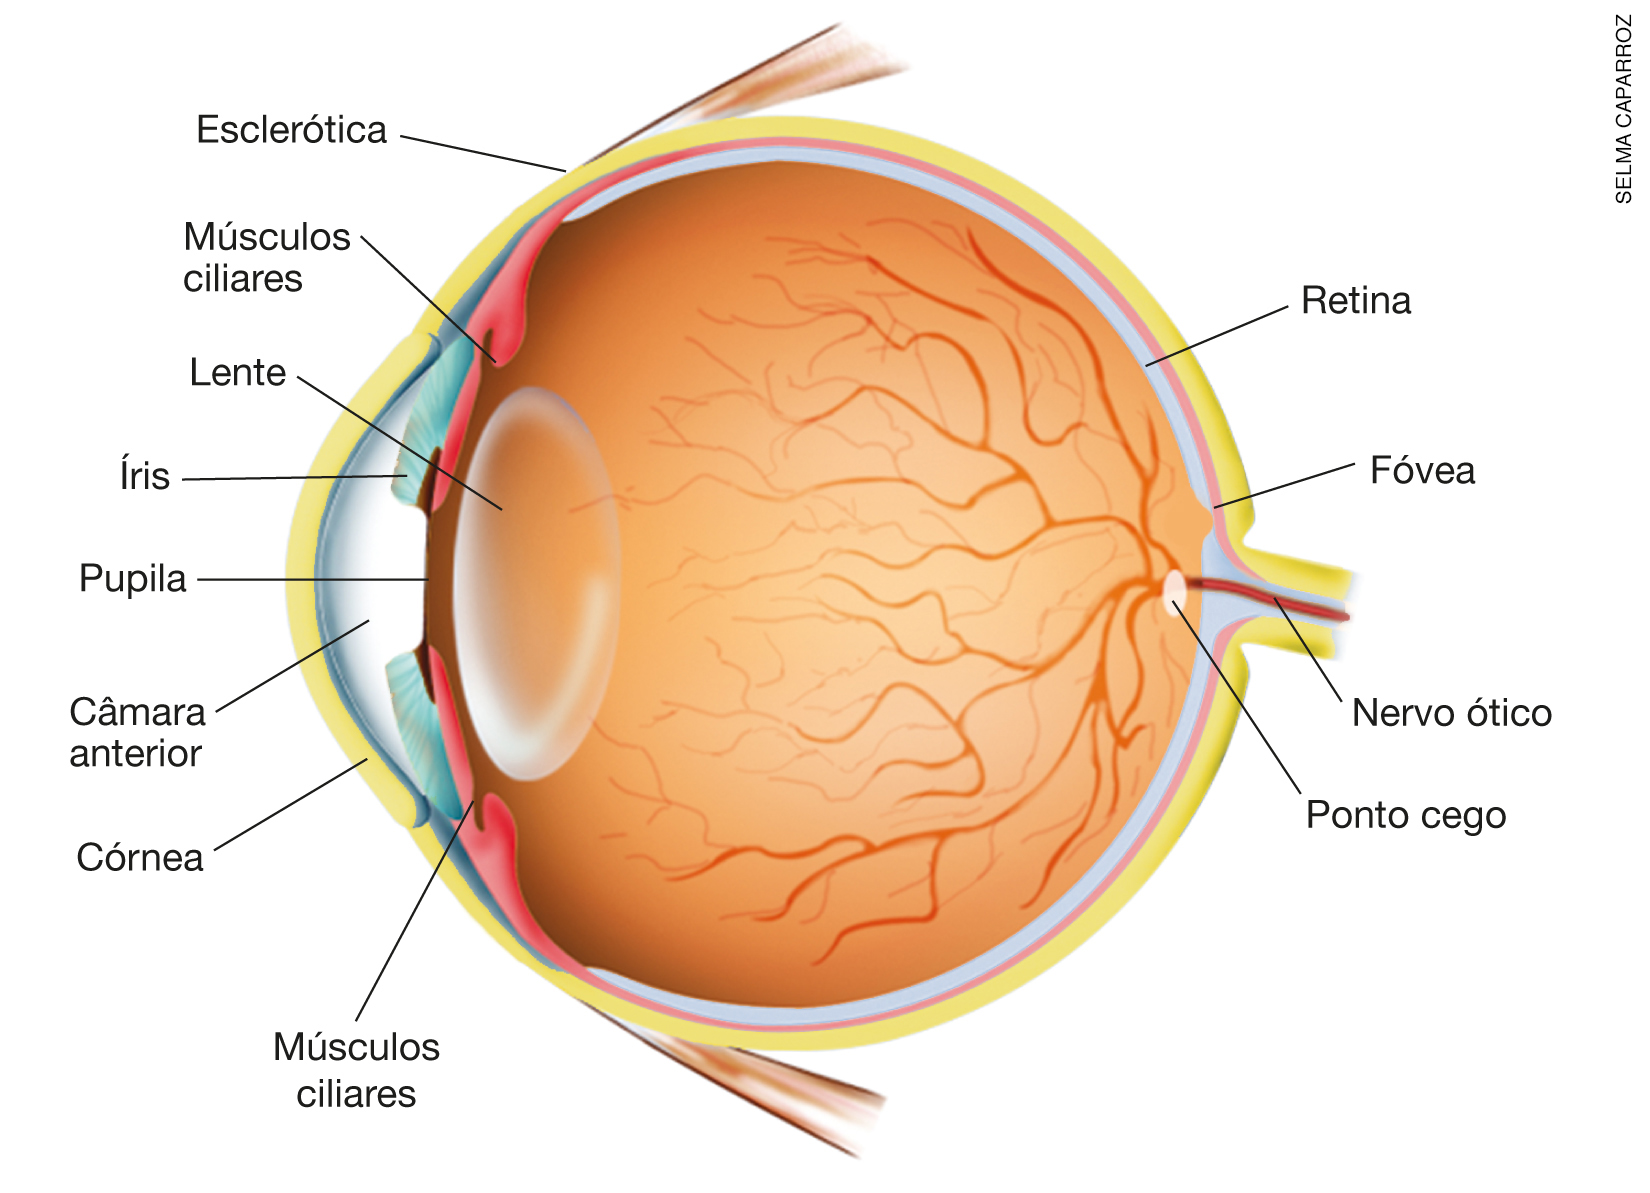 SELMA CAPARROZ
Esclerótica
Músculos
ciliares
Lente
Íris
Pupila
Câmara
anterior
Córnea
Músculos
ciliares
Retina
Fóvea
Nervo ótico
Ponto cego